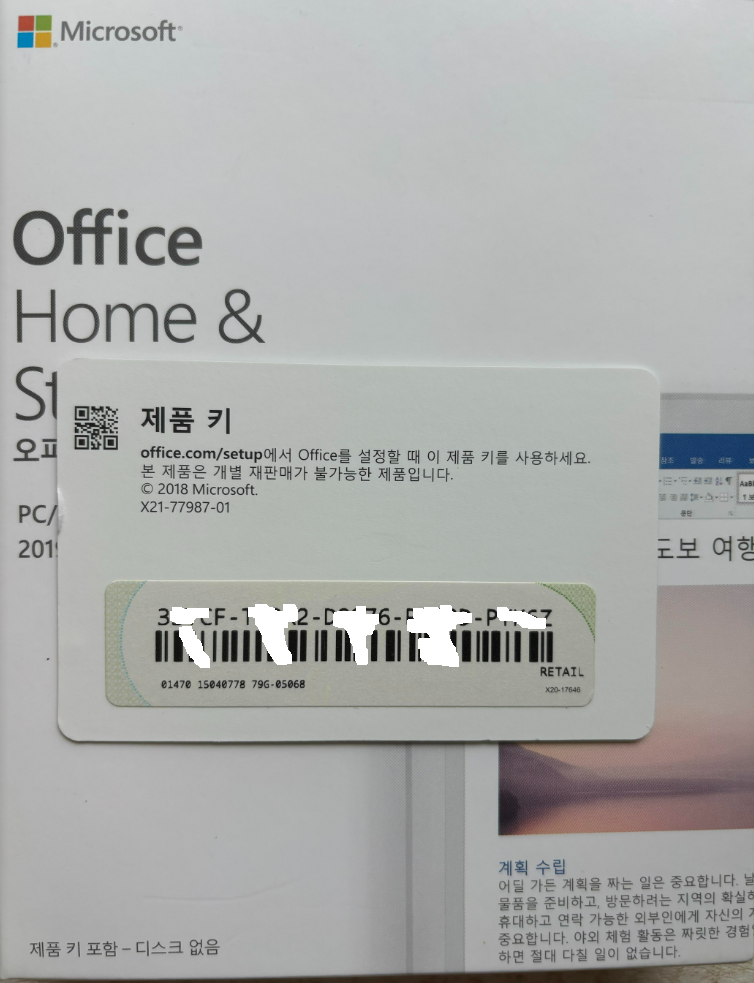 Microsoft
Office
Home &
제품 키
office.com/setup에서 Office를 설정할 때 이 제품 키를 사용하세요.
본 제품은 개별 재판매가 불가능한 제품입니다.
© 2018 Microsoft.
X21-77987-01
PC/
RETAIL
01470 15040778 79G-05068
X20-17646
참조 발송 리뷰
도보 여행
계획 수립
어딜 가든 계획을 짜는 일은 중요합니다.
물품을 준비하고, 방문하려는 지역의
휴대하고 연락 가능한 외부인에게 자신의
중요합니다. 야외 체험 활동은 짜릿한
하면 절대 다칠 일이 없습니다.
제품 키 포함 – 디스크 없음